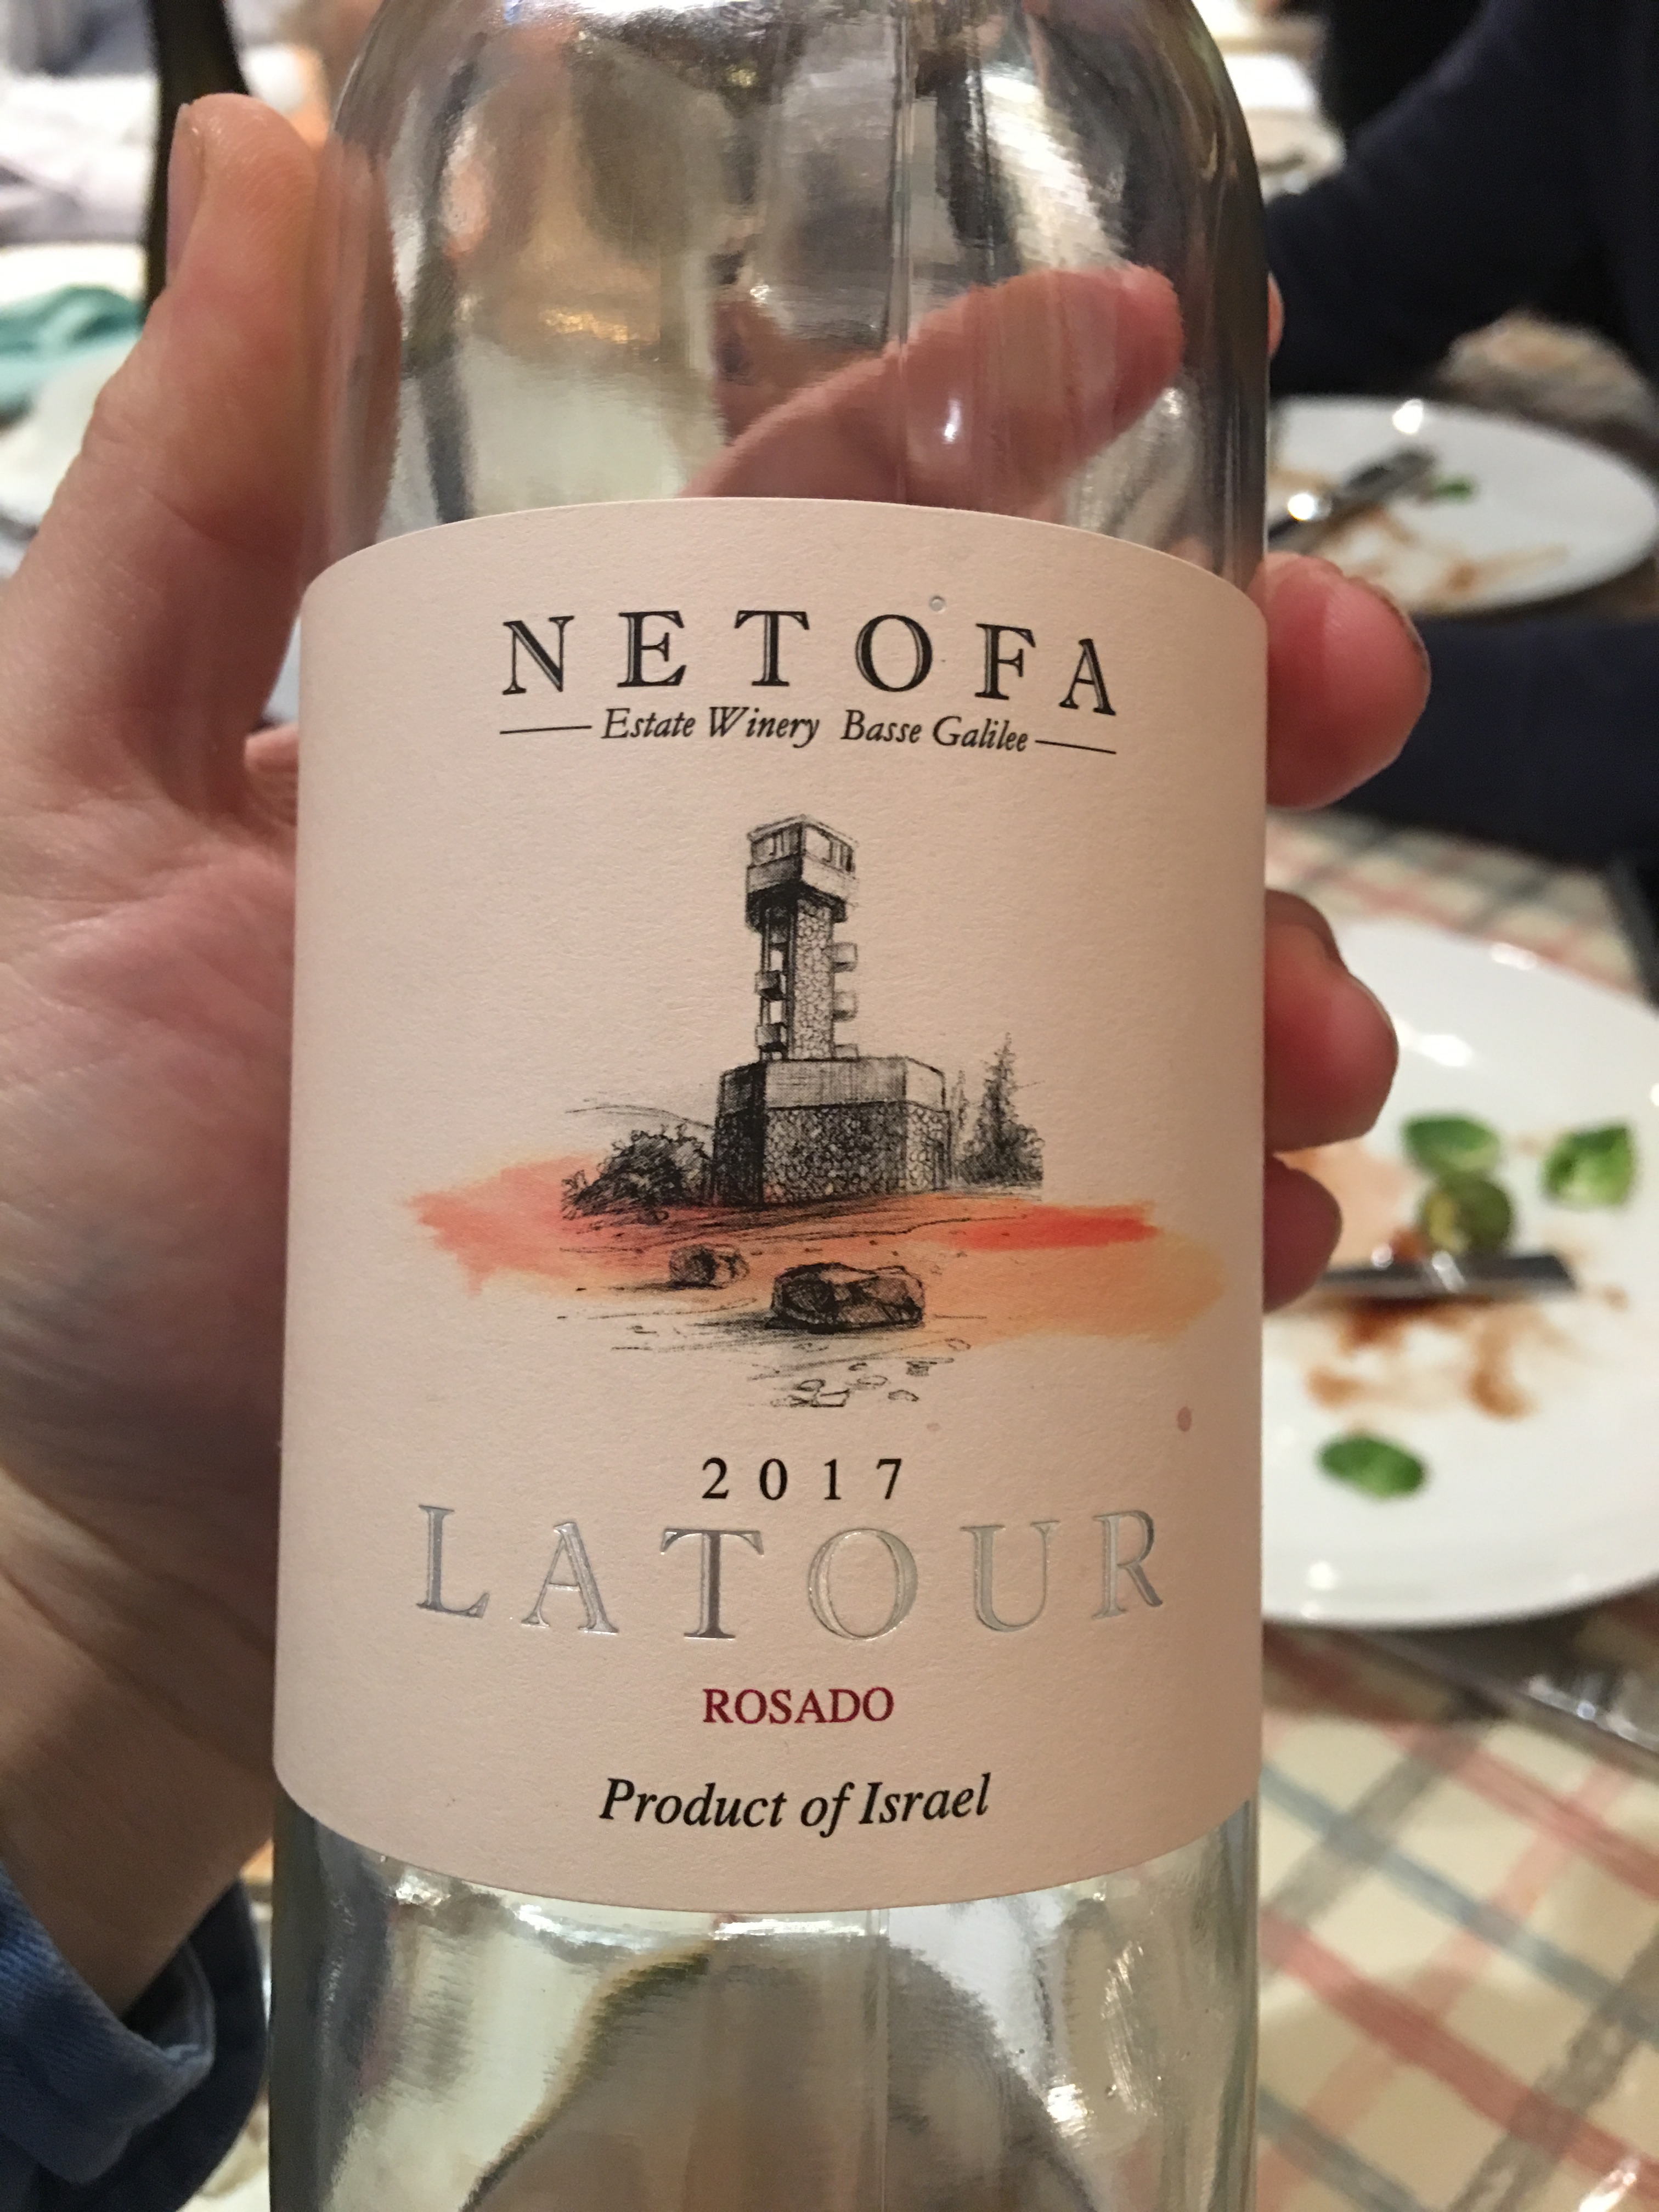 NETOFA
Estate Winery Basse Galilee
2017
LATOUR
ROSADO
Product of Israel